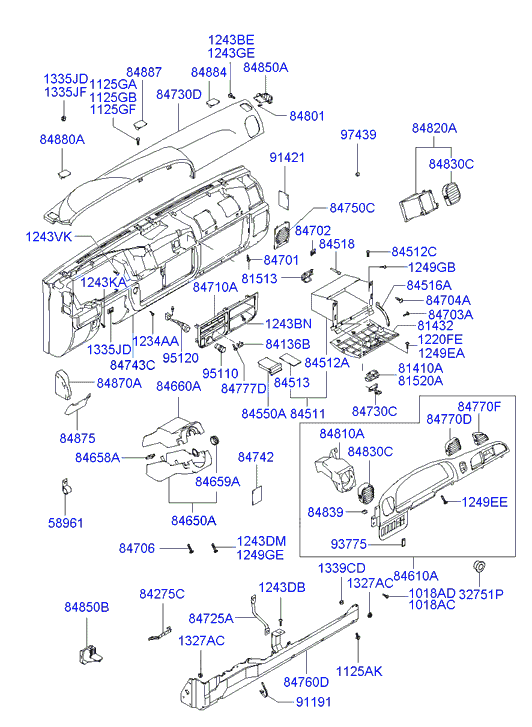 1243BE
1243GE
84850A
84887
84884
1335JD
1335JF
1125GA
1125GB
1125GF
84730D
84801
84880A
97439
84820A
84830C
91421
84750C
84702
84518
1243VK
84701
81513
84512C
1249GB
84516A
84704A
84703A
81432
1220FE
1249EA
1243KA
84710A
1243BN
84136B
1234AA
1335JD
84743C
95120
95110
84777D
84512A
84513
81410A
81520A
84870A
84660A
84550A
84511
84730C
84770F
84770D
84875
84810A
84830C
84658A
84742
84659A
84839
1249EE
58961
84650A
93775
84706
1243DM
1249GE
1339CD
1327AC
84610A
32751P
1018AD
1018AC
84850B
84275C
1243DB
84725A
1327AC
1125AK
84760D
91191